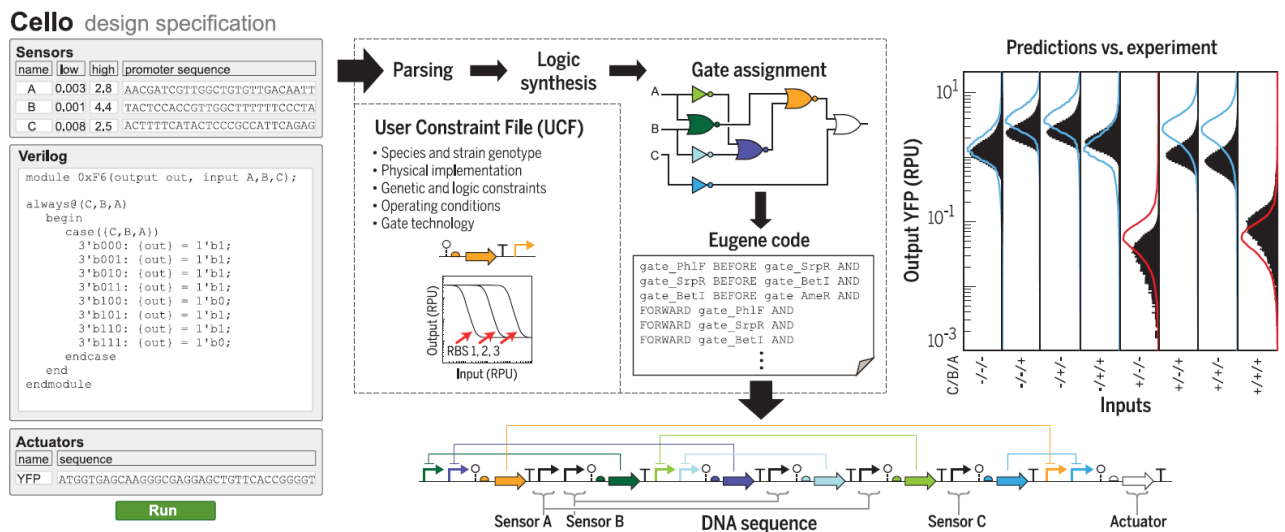 Cello design specification
Sensors
name low high promoter sequence
A 0.003 2.8 AACGATCGTTGGCTGTGTTGACAATT
B 0.001 4.4 TACTCCACCGTTGGCTTTTTTCCCTA
C 0.008 2.5 ACTTTTCATACTCCCGCCATTCAGAG
Verilog
module 0xF6(output out, input A,B,C);
always@(C,B,A)
begin
case({C,B,A})
3'b000: {out} = 1'b1;
3'b001: {out} = 1'b1;
3'b010: {out} = 1'b1;
3'b011: {out} = 1'b1;
3'b100: {out} = 1'b0;
3'b101: {out} = 1'b1;
3'b110: {out} = 1'b1;
3'b111: {out} = 1'b0;
endcase
end
endmodule
Actuators
name sequence
YFP ATGGTGAGCAAGGGCGAGGAGCTGTTCACCGGGGT
Run
Parsing
Logic
synthesis
Gate assignment
A
B
C
User Constraint File (UCF)
• Species and strain genotype
• Physical implementation
• Genetic and logic constraints
• Operating conditions
• Gate technology
Output (RPU)
RBS 1, 2, 3
Input (RPU)
Eugene code
gate_PhlF BEFORE gate_SrpR AND
gate_SrpR BEFORE gate_BetI AND
gate_BetI BEFORE gate AmeR AND
FORWARD gate_PhlF AND
FORWARD gate_SrpR AND
FORWARD gate_BetI AND
Sensor A
Sensor B
DNA sequence
Sensor C
Actuator
Predictions vs. experiment
Output YFP (RPU)
10¹
10⁰
10⁻¹
10⁻²
10⁻³
C/B/A
-/-/-
-/-/+
-/+/-
-/+/+
+/-/-
+/-/+
+/+/-
+/+/+
Inputs